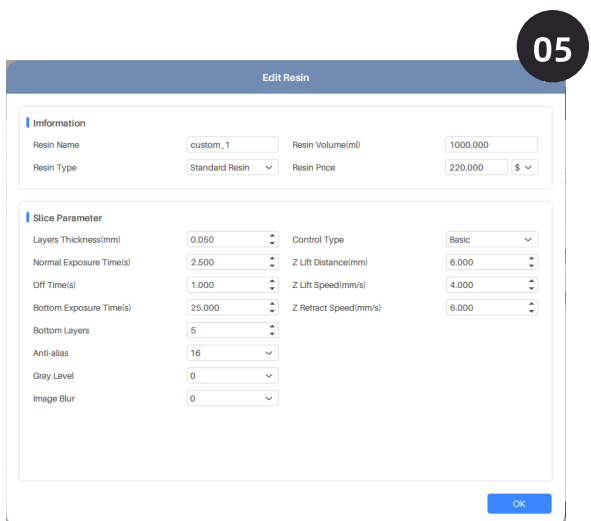 05
Edit Resin
Imformation
Resin Name custom_1 Resin Volume(ml) 1000.000
Resin Type Standard Resin Resin Price 220.000 $
Slice Parameter
Layers Thickness(mm) 0.050 Control Type Basic
Normal Exposure Time(s) 2.500 Z Lift Distance(mm) 6.000
Off Time(s) 1.000 Z Lift Speed(mm/s) 4.000
Bottom Exposure Time(s) 25.000 Z Retract Speed(mm/s) 6.000
Bottom Layers 5
Anti-alias 16
Gray Level 0
Image Blur 0
OK